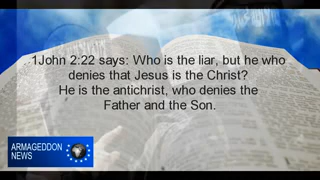 1John 2:22 says: Who is the liar, but he who
denies that Jesus is the Christ?
He is the antichrist, who denies the
Father and the Son.
ARMAGEDDON
NEWS